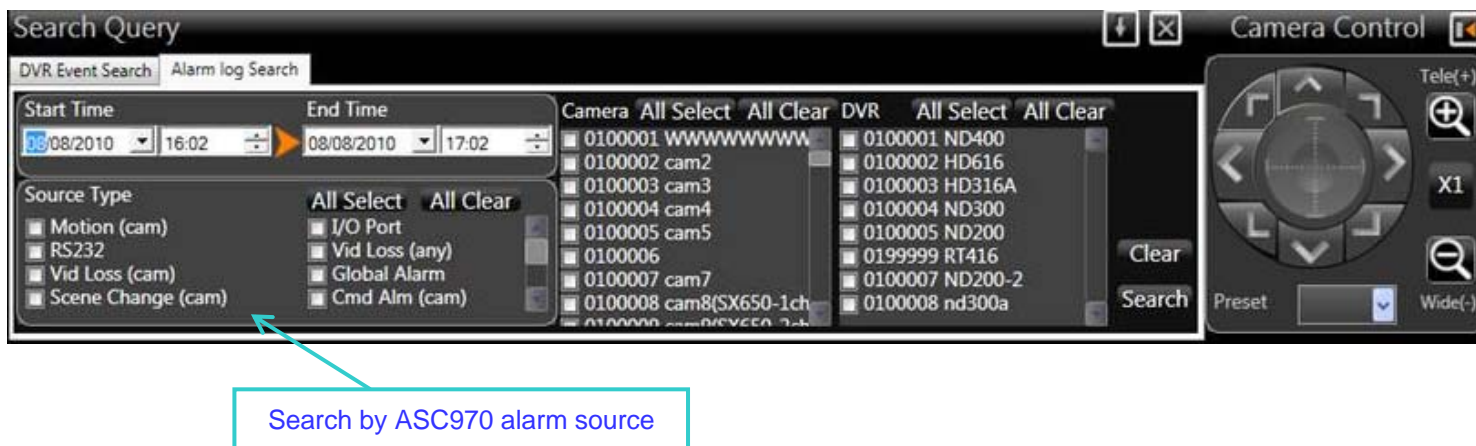 Search Query
Camera Control
DVR Event Search
Alarm log Search
Tele(+)
Start Time
End Time
08/08/2010
16:02
08/08/2010
17:02
Source Type
All Select
All Clear
Motion (cam)
RS232
Vid Loss (cam)
Scene Change (cam)
I/O Port
Vid Loss (any)
Global Alarm
Cmd Alm (cam)
Camera
All Select
All Clear
0100001 WWWWWWWW
0100002 cam2
0100003 cam3
0100004 cam4
0100005 cam5
0100006
0100007 cam7
0100008 cam8(SX650-1ch
0100009 cam9(SX650-2ch
DVR
All Select
All Clear
0100001 ND400
0100002 HD616
0100003 HD316A
0100004 ND300
0100005 ND200
0199999 RT416
0100007 ND200-2
0100008 nd300a
Clear
Search
X1
Preset
Wide(-)
Search by ASC970 alarm source